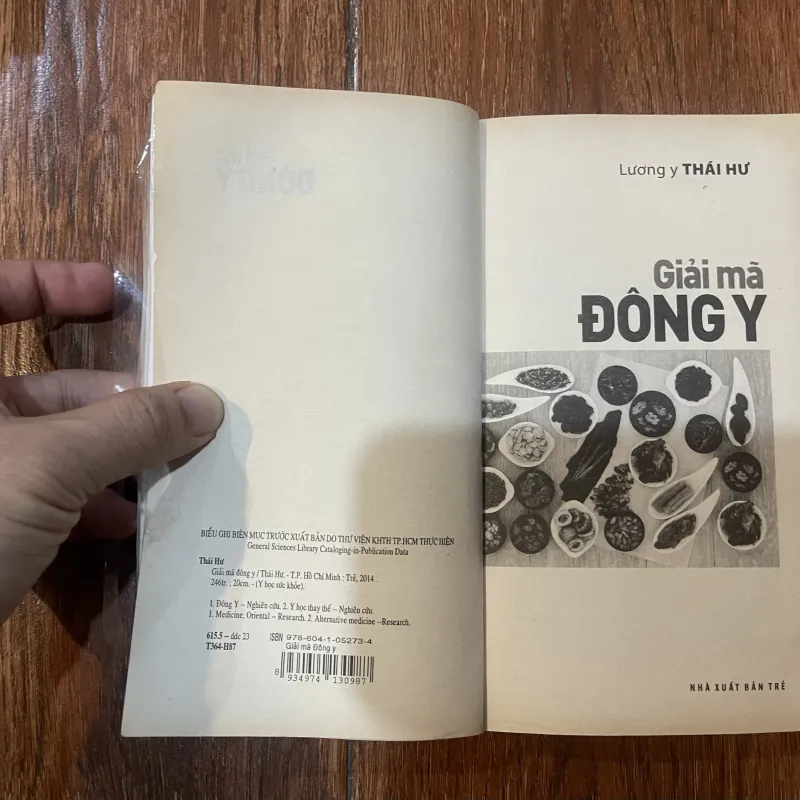 BIỂU GHI BIÊN MỤC TRƯỚC XUẤT BẢN DO THƯ VIỆN KHTH TP.HCM THỰC HIỆN
General Sciences Library Cataloging-in-Publication Data
Thái Hư
Giải mã đông y / Thái Hư. - T.P. Hồ Chí Minh : Trẻ, 2014 .
246tr. ; 20cm. - (Y học sức khỏe).
1. Đông Y -- Nghiên cứu. 2. Y học thay thế -- Nghiên cứu.
1. Medicine, Oriental -- Research. 2. Alternative medicine --Research.
615.5 -- ddc 23
T364-H87
ISBN 978-604-1-05273-4
Giải mã Đông y
8 934974 130987
Lương y THÁI HƯ
Giải mã
ĐÔNG Y
NHÀ XUẤT BẢN TRẺ